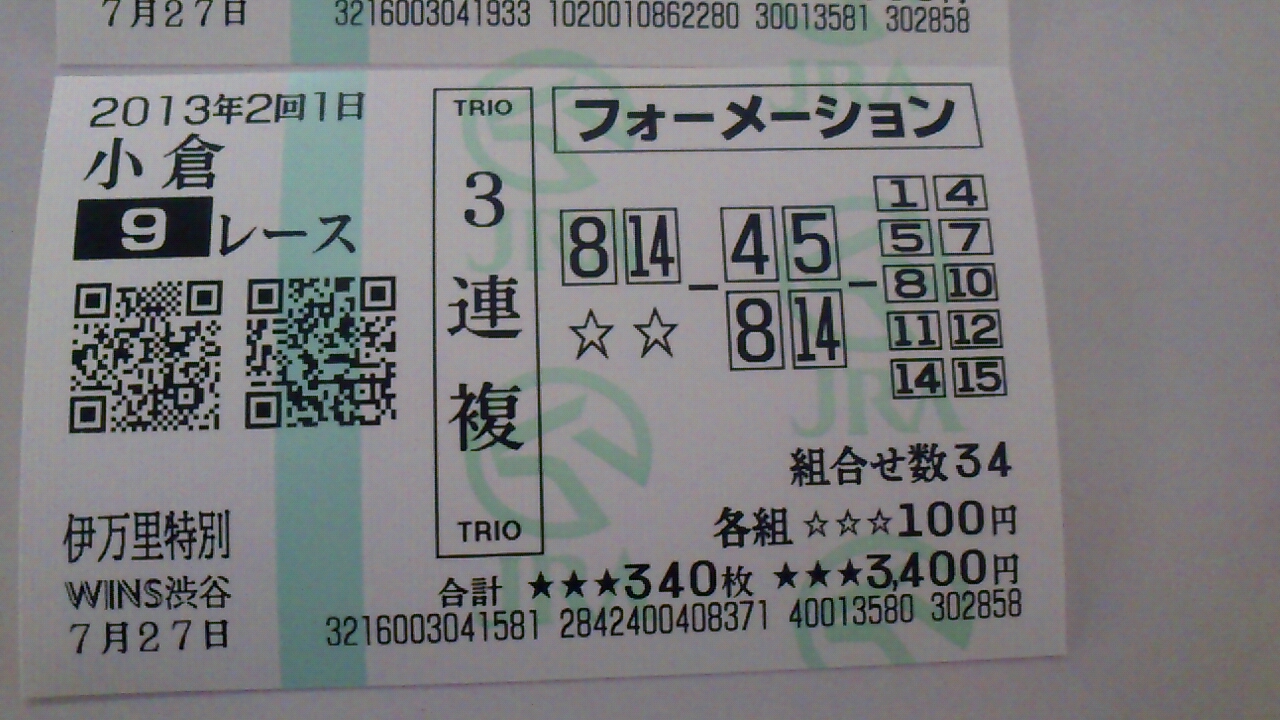 7月27日 3216003041933 1020010862280 30013581 302858
2013年2回1日
小倉
9レース
伊万里特別
WINS渋谷
7月27日
TRIO
3連複
TRIO
フォーメーション
8 14 - 4 5 8 14 - 1 4
5 7
8 10
11 12
14 15
☆ ☆
組合せ数34
各組 ☆☆☆100円
合計 ★★★340枚 ★★★3,400円
3216003041581 2842400408371 40013580 302858
JRA
JRA
JRA